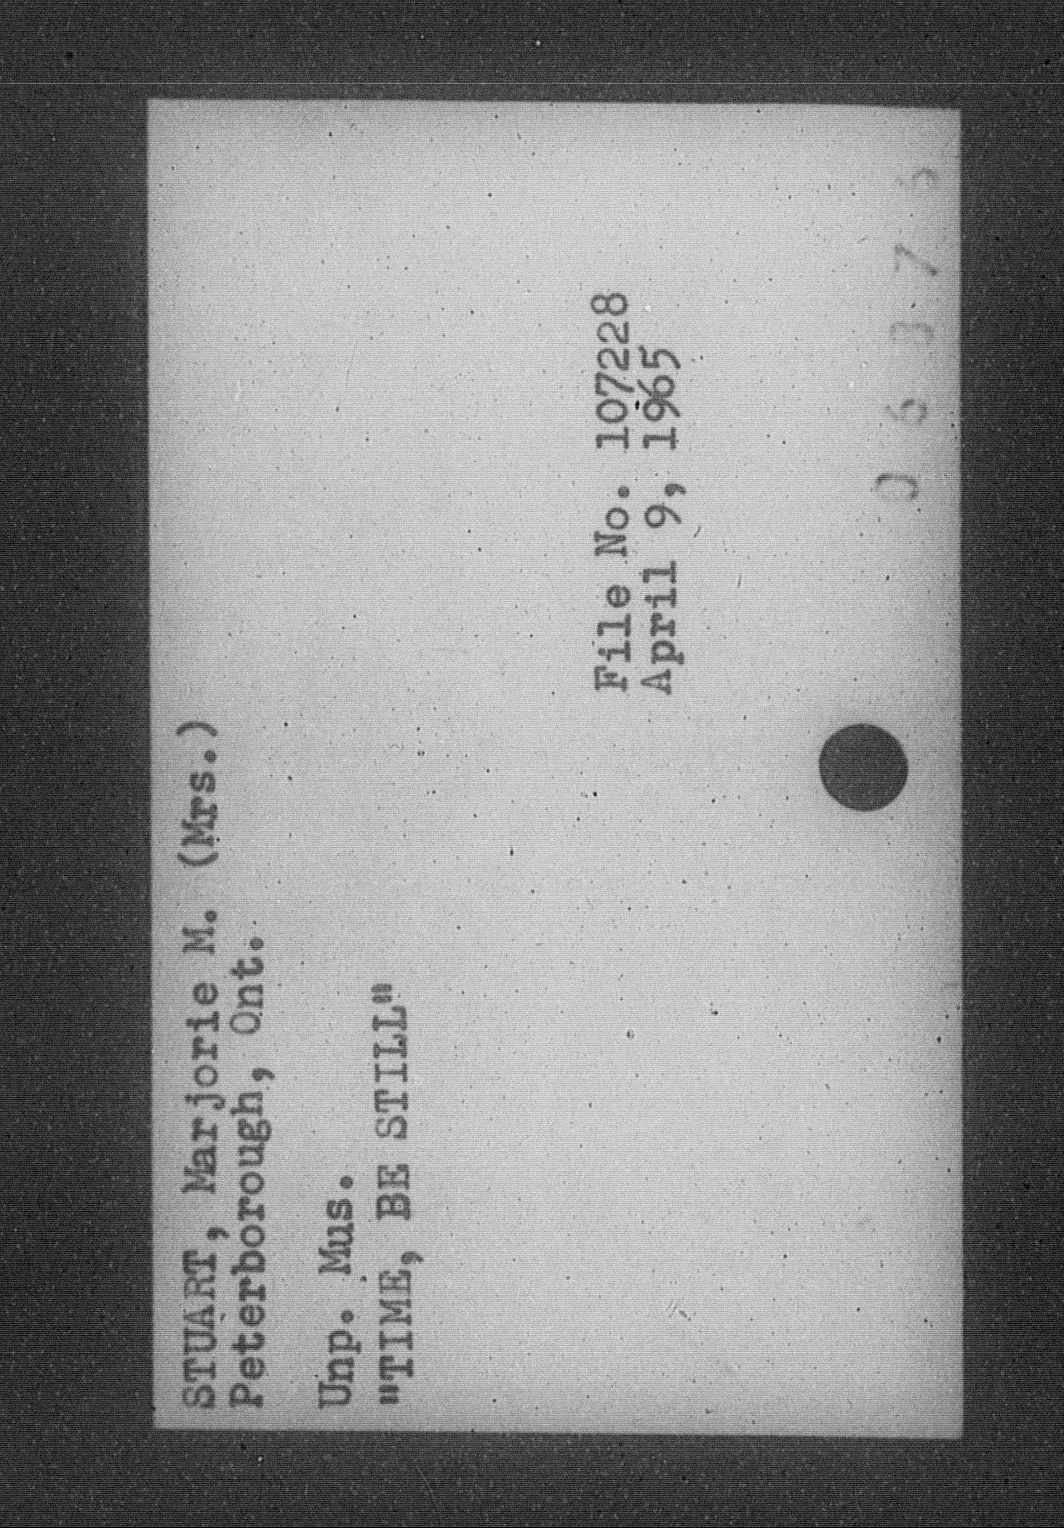 STUART, Marjorie M. (Mrs.)
Peterborough, Ont.
Unp. Mus.
"TIME, BE STILL"
File No. 107228
April 9, 1965